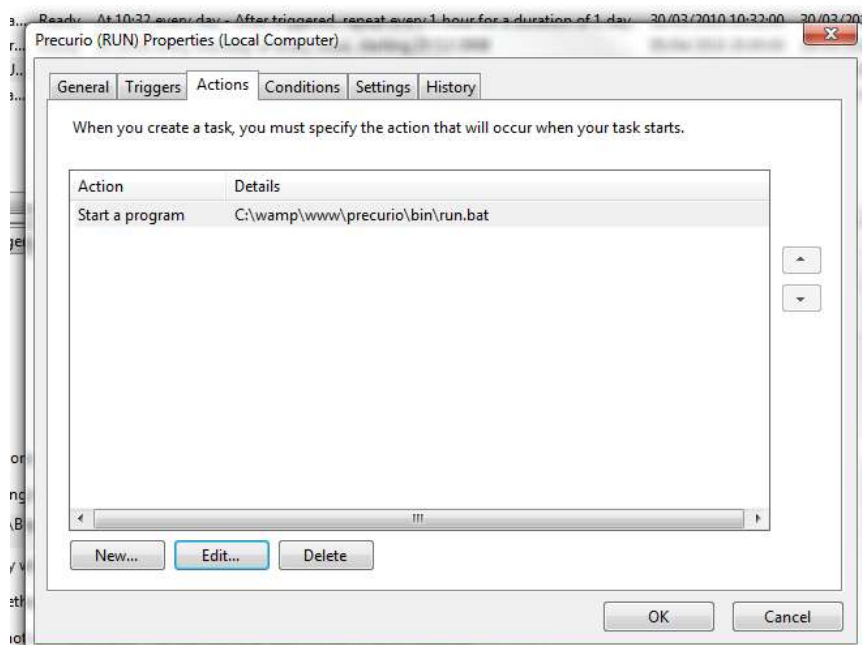 Ready At 10:32 every day - After triggered, repeat every 1 hour for a duration of 1 day 30/03/2010 10:32:00
Precurio (RUN) Properties (Local Computer)
General Triggers Actions Conditions Settings History
When you create a task, you must specify the action that will occur when your task starts.
Action Details
Start a program C:\wamp\www\precurio\bin\run.bat
New... Edit... Delete
OK Cancel